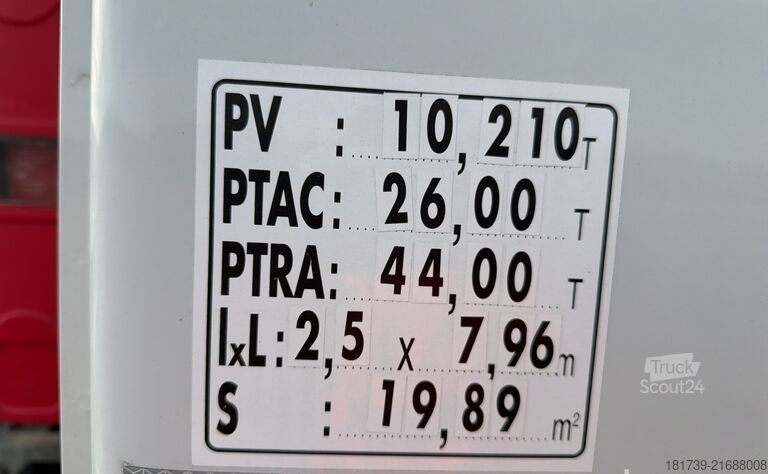 PV : 10,210 T
PTAC: 26,00 T
PTRA: 44,00 T
lxL: 2,5 x 7,96 m
S : 19,89 m²
Truck
Scout24
181739-21688008